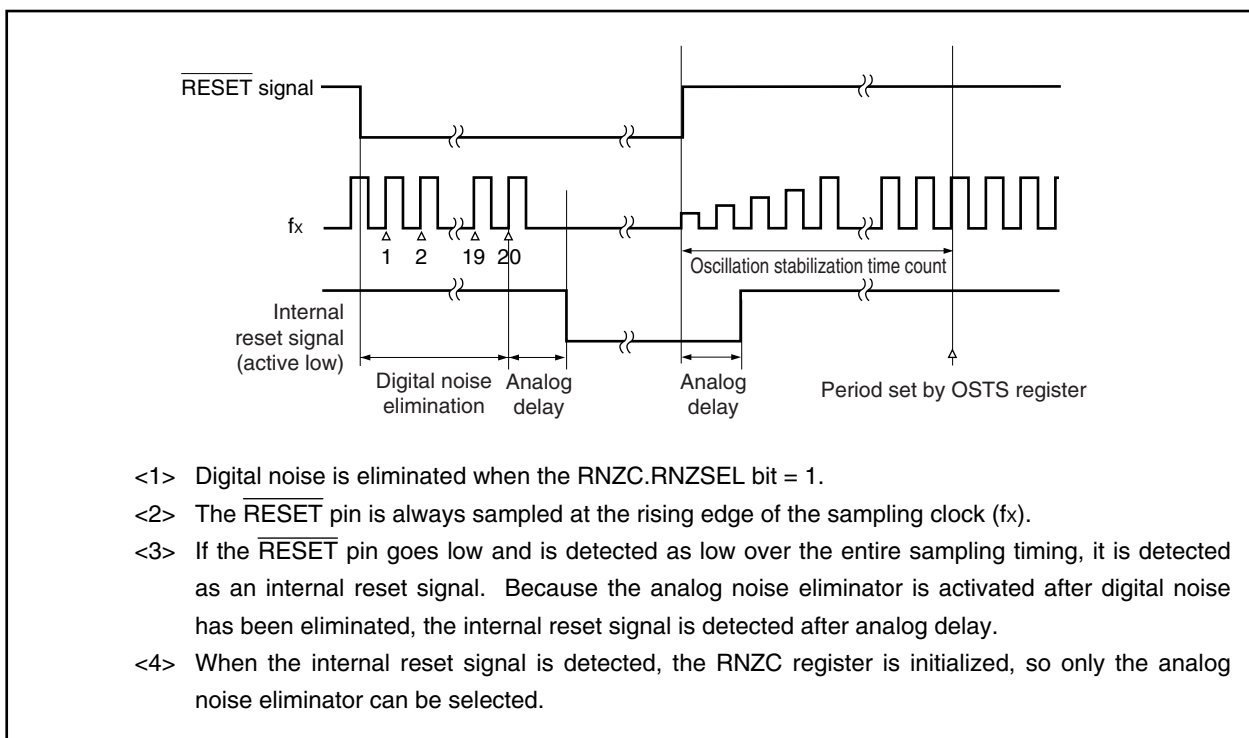 RESET signal
fx
1 2 19 20
Oscillation stabilization time count
Internal
reset signal
(active low)
Digital noise
elimination
Analog
delay
Analog
delay
Period set by OSTS register
<1> Digital noise is eliminated when the RNZC.RNZSEL bit = 1.
<2> The RESET pin is always sampled at the rising edge of the sampling clock (fx).
<3> If the RESET pin goes low and is detected as low over the entire sampling timing, it is detected
as an internal reset signal. Because the analog noise eliminator is activated after digital noise
has been eliminated, the internal reset signal is detected after analog delay.
<4> When the internal reset signal is detected, the RNZC register is initialized, so only the analog
noise eliminator can be selected.